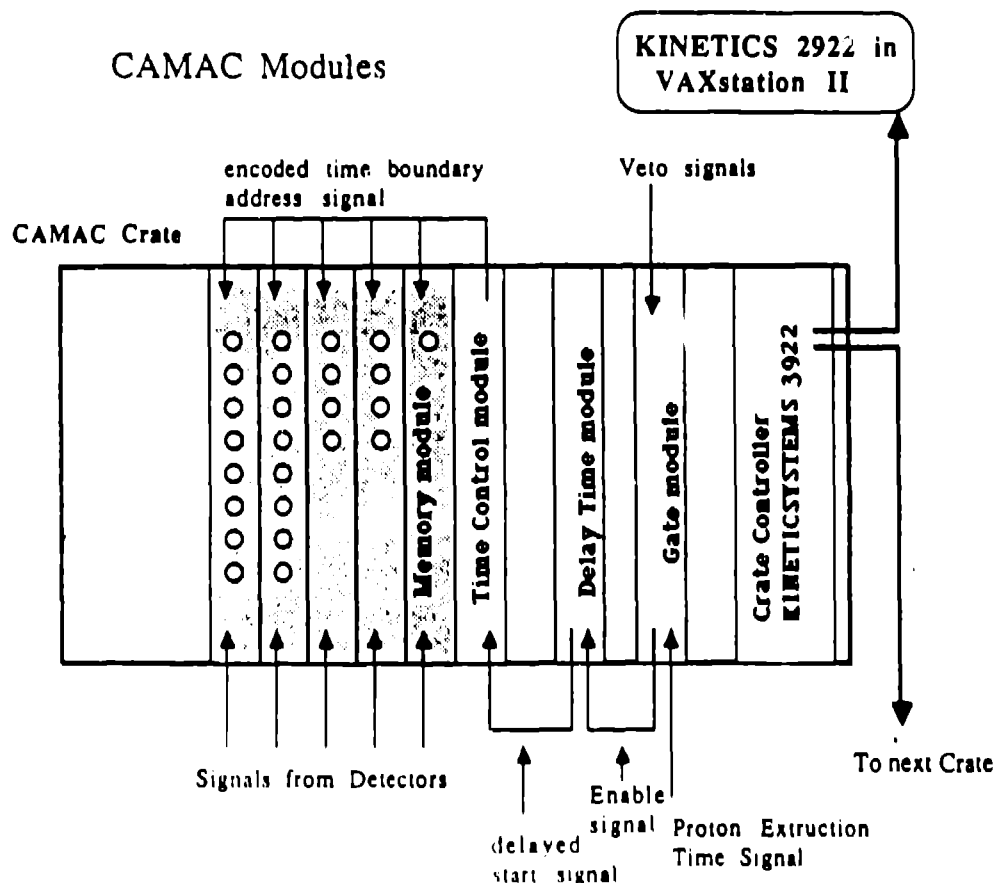 CAMAC Modules
KINETICS 2922 in
VAXstation II
encoded time boundary
address signal
Veto signals
CAMAC Crate
Memory module
Time Control module
Delay Time module
Gate module
Crate Controller
KINETICSYSTEMS 3922
Signals from Detectors
To next Crate
Enable
signal
Proton Extruction
Time Signal
delayed
start signal